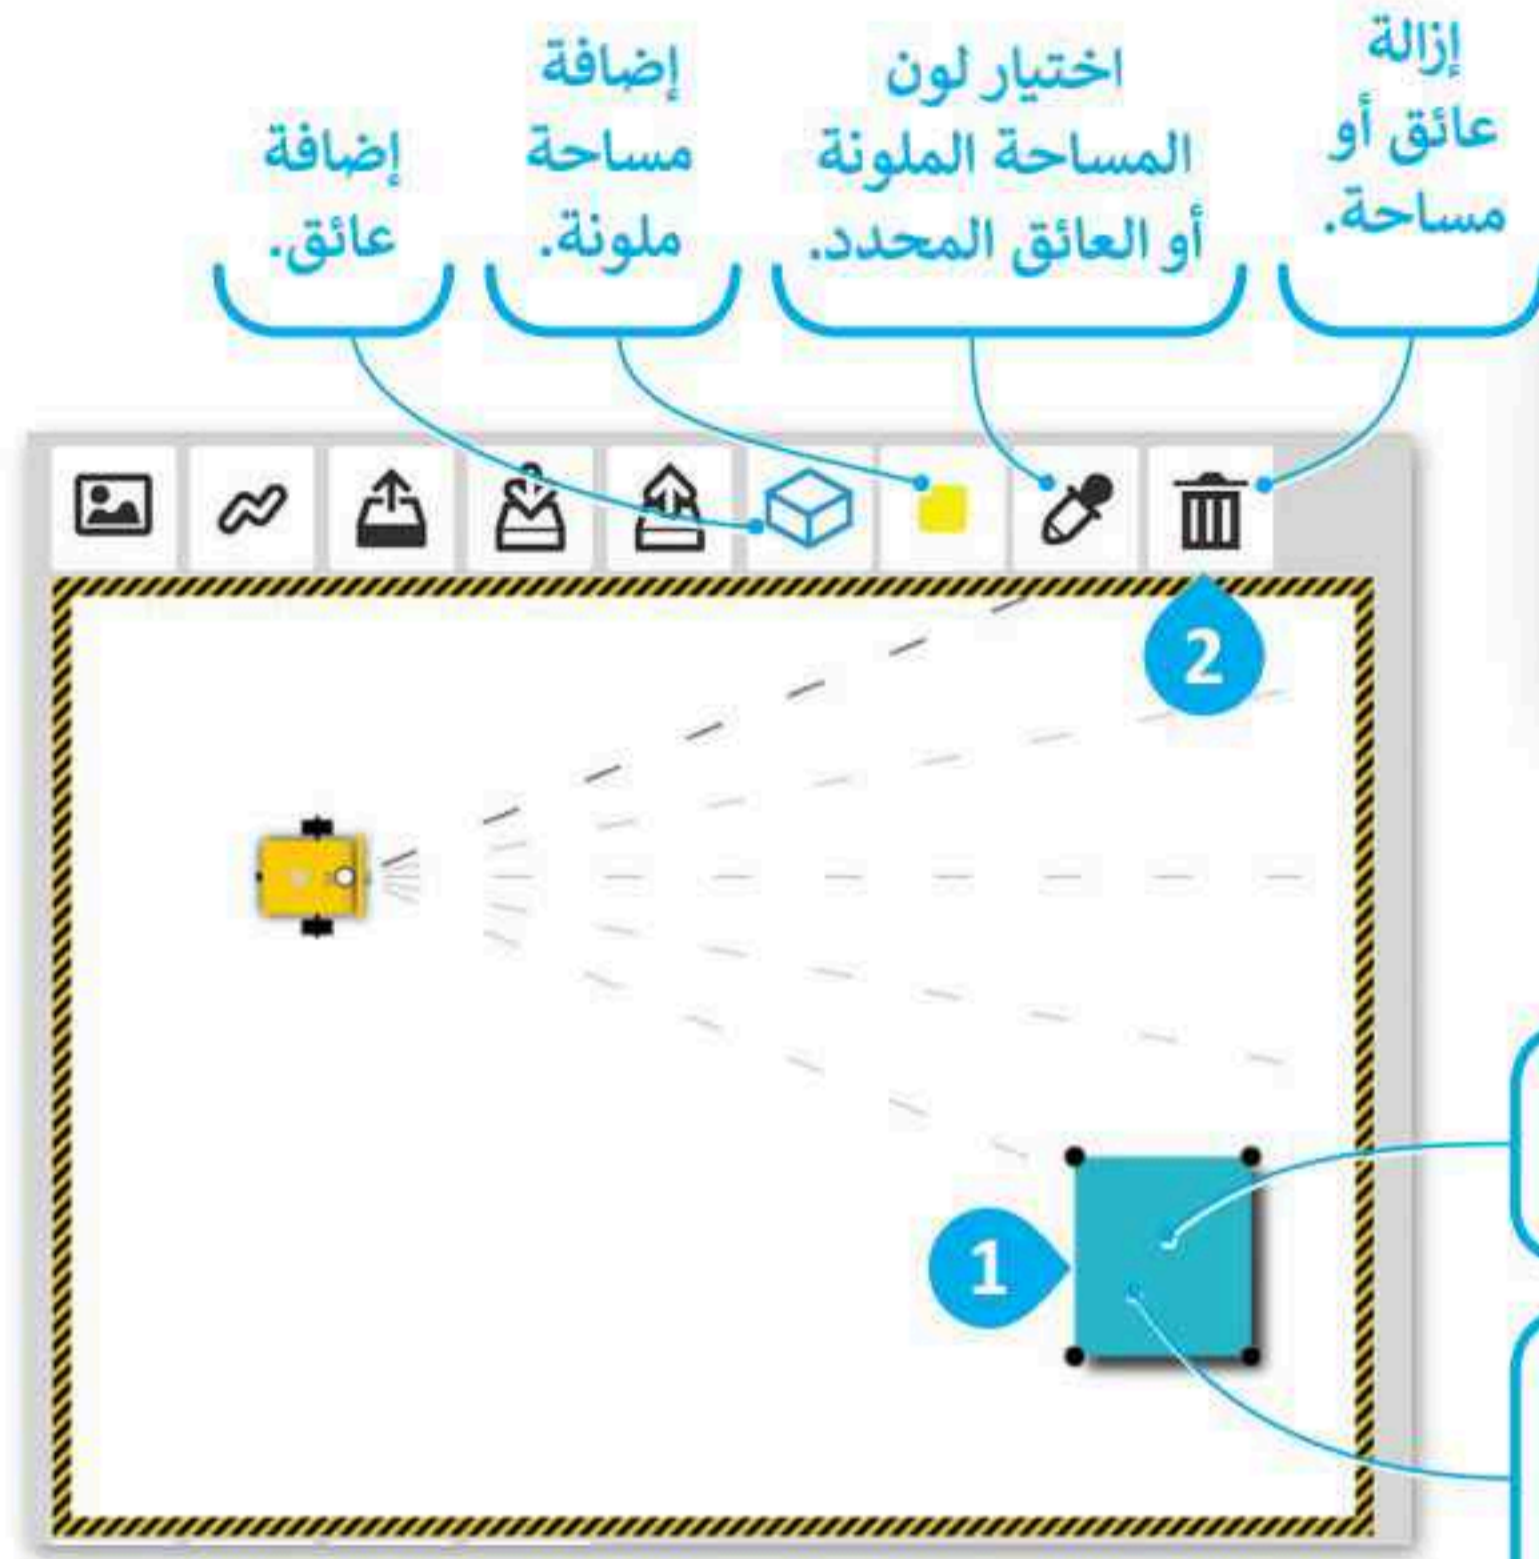 إزالة
عائق أو
مساحة.
اختيار لون
المساحة الملونة
أو العائق المحدد.
إضافة
مساحة
ملونة.
إضافة
عائق.
2
1